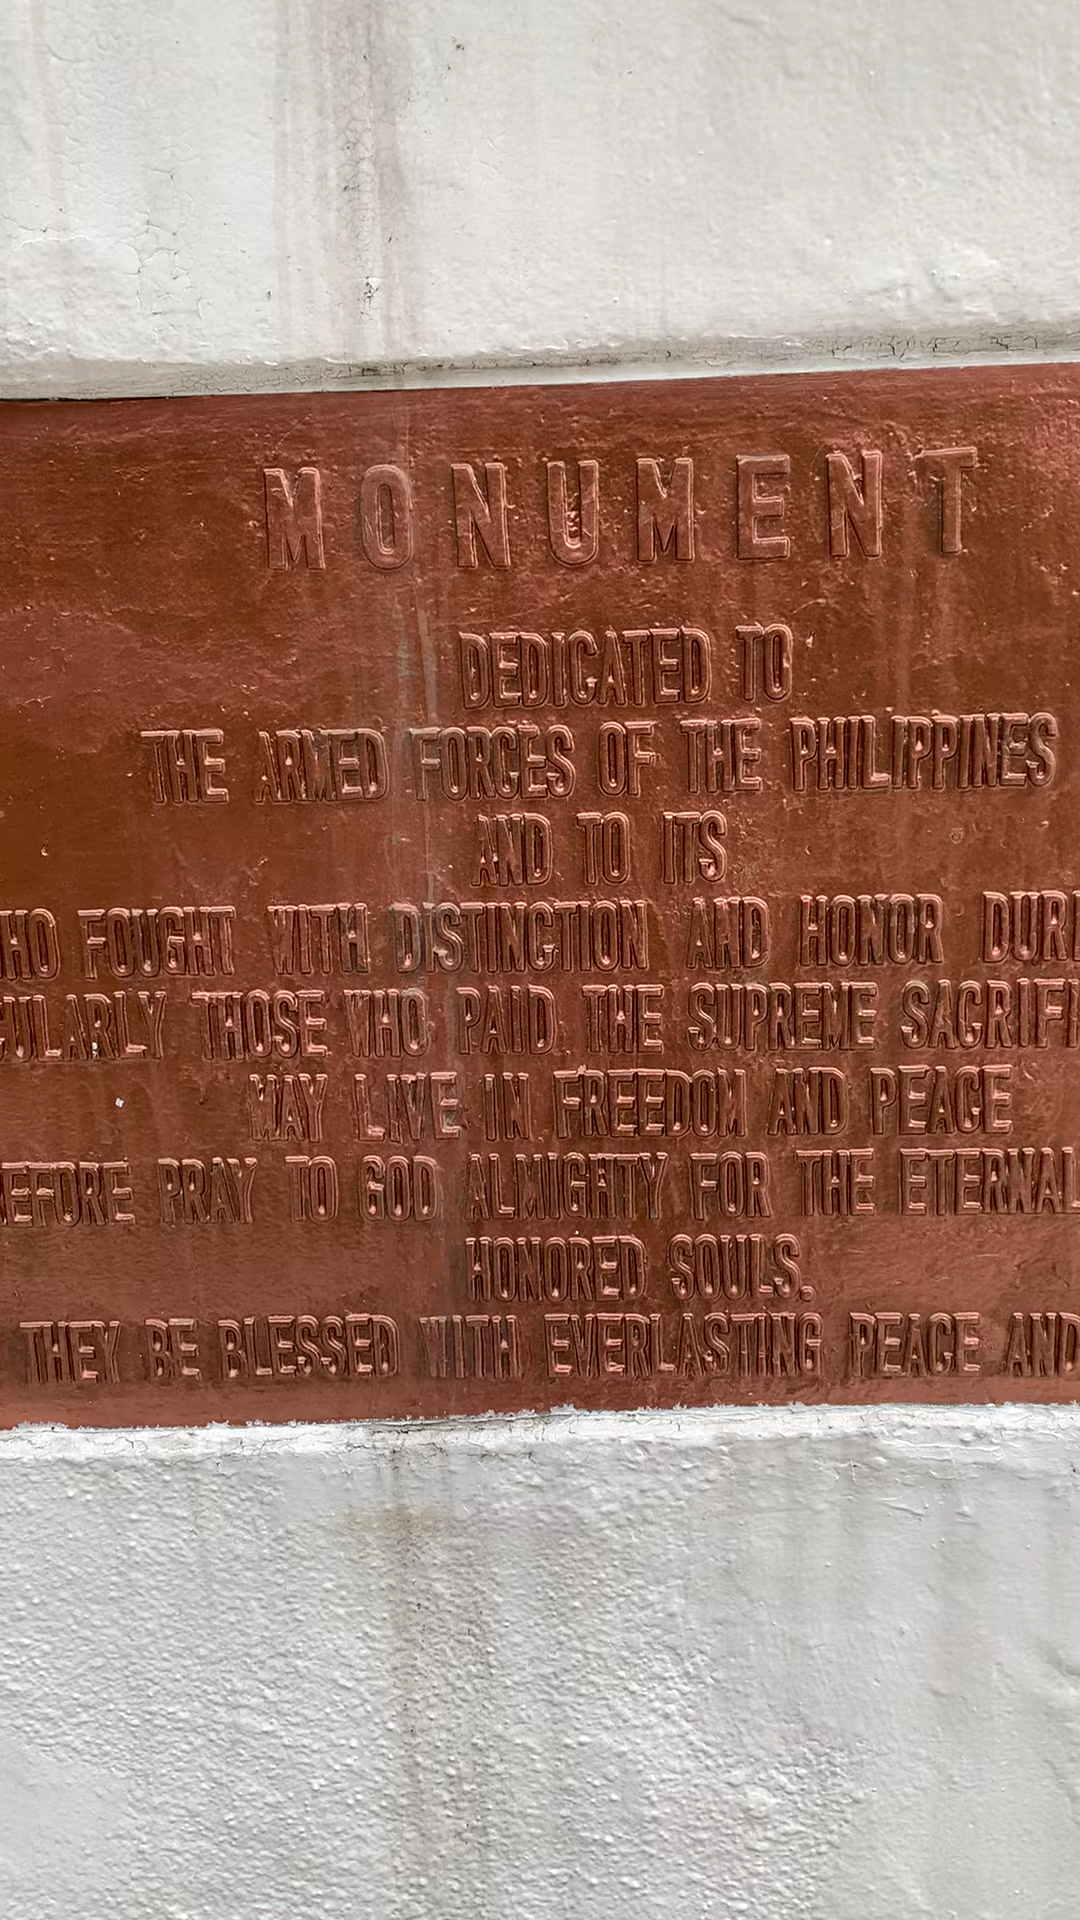 MONUMENT
DEDICATED TO
THE ARMED FORCES OF THE PHILIPPINES
AND TO ITS
HO FOUGHT WITH DISTINCTION AND HONOR DURI
CULARLY THOSE WHO PAID THE SUPREME SACRIFI
MAY LIVE IN FREEDOM AND PEACE
EFORE PRAY TO GOD ALMIGHTY FOR THE ETERNAL
HONORED SOULS.
THEY BE BLESSED WITH EVERLASTING PEACE AND